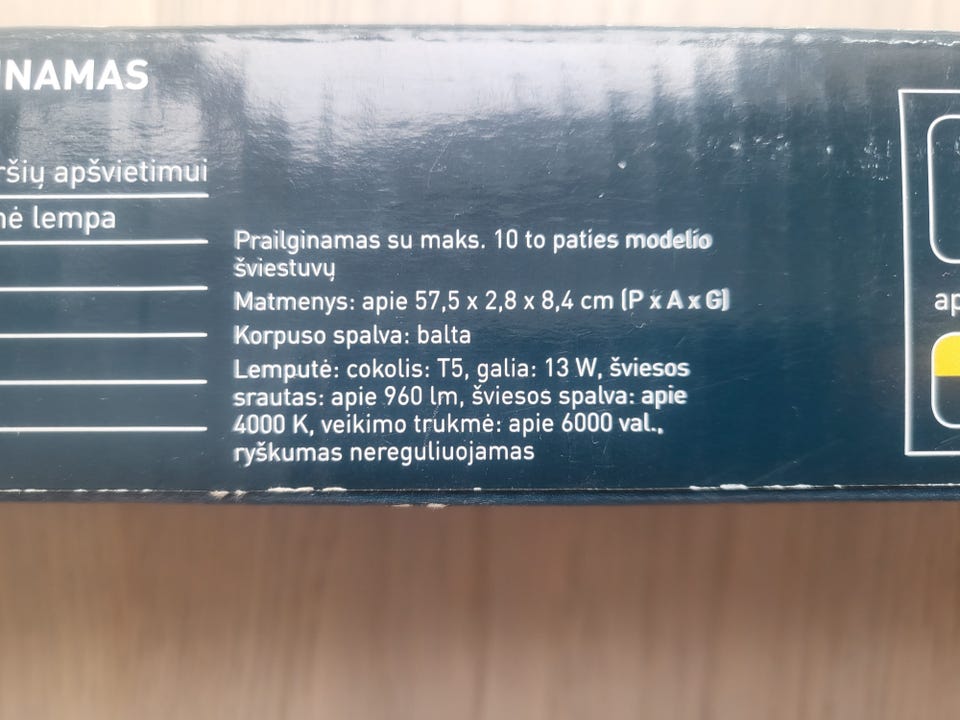 NAMAS
ršių apšvietimui
nė lempa
Prailginamas su maks. 10 to paties modelio
šviestuvų
Matmenys: apie 57,5 x 2,8 x 8,4 cm (P x A x G)
Korpuso spalva: balta
Lemputė: cokolis: T5, galia: 13 W, šviesos
srautas: apie 960 lm, šviesos spalva: apie
4000 K, veikimo trukmė: apie 6000 val.,
ryškumas nereguliuojamas
ap